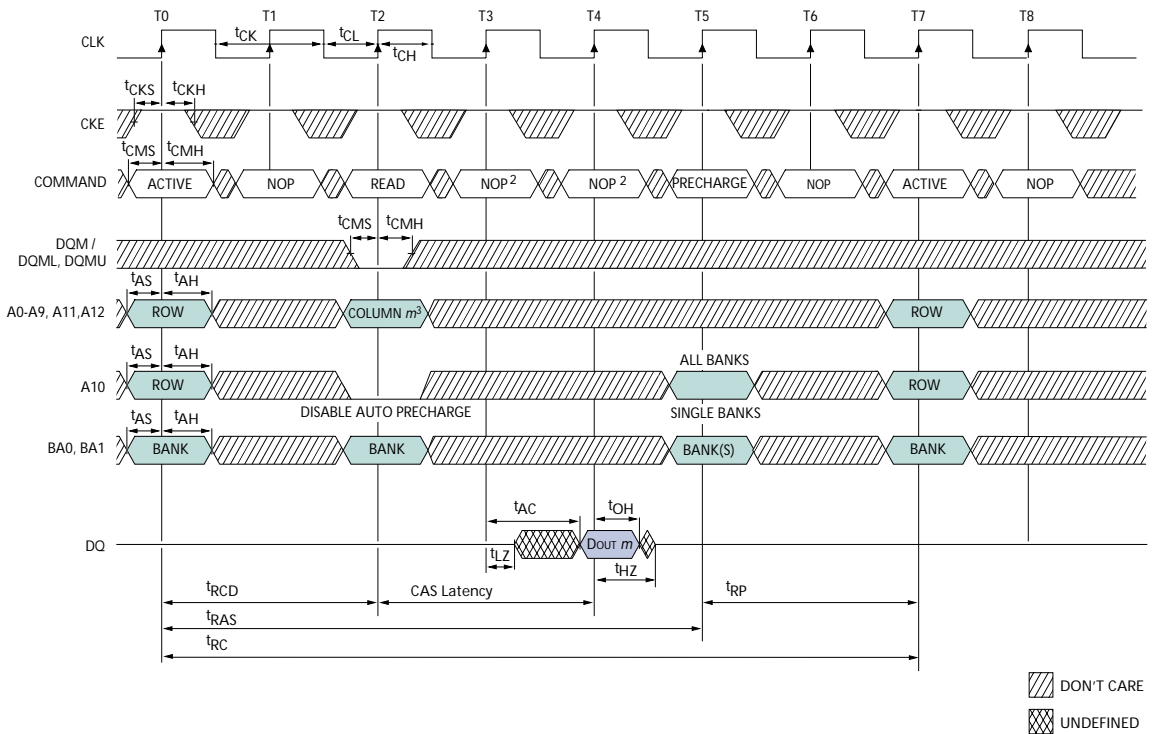 T0 T1 T2 T3 T4 T5 T6 T7 T8
CLK
tCK tCL
tCH
tCKS tCKH
CKE
tCMS tCMH
COMMAND ACTIVE NOP READ NOP2 NOP2 PRECHARGE NOP ACTIVE NOP
tCMS tCMH
DQM /
DQML, DQMU
tAS tAH
A0-A9, A11,A12 ROW COLUMN m3 ROW
tAS tAH ALL BANKS
A10 ROW ROW
DISABLE AUTO PRECHARGE SINGLE BANKS
tAS tAH
BA0, BA1 BANK BANK BANK(S) BANK
tAC tOH
DQ DOUT m
tLZ tHZ
tRCD CAS Latency tRP
tRAS
tRC
DON'T CARE
UNDEFINED